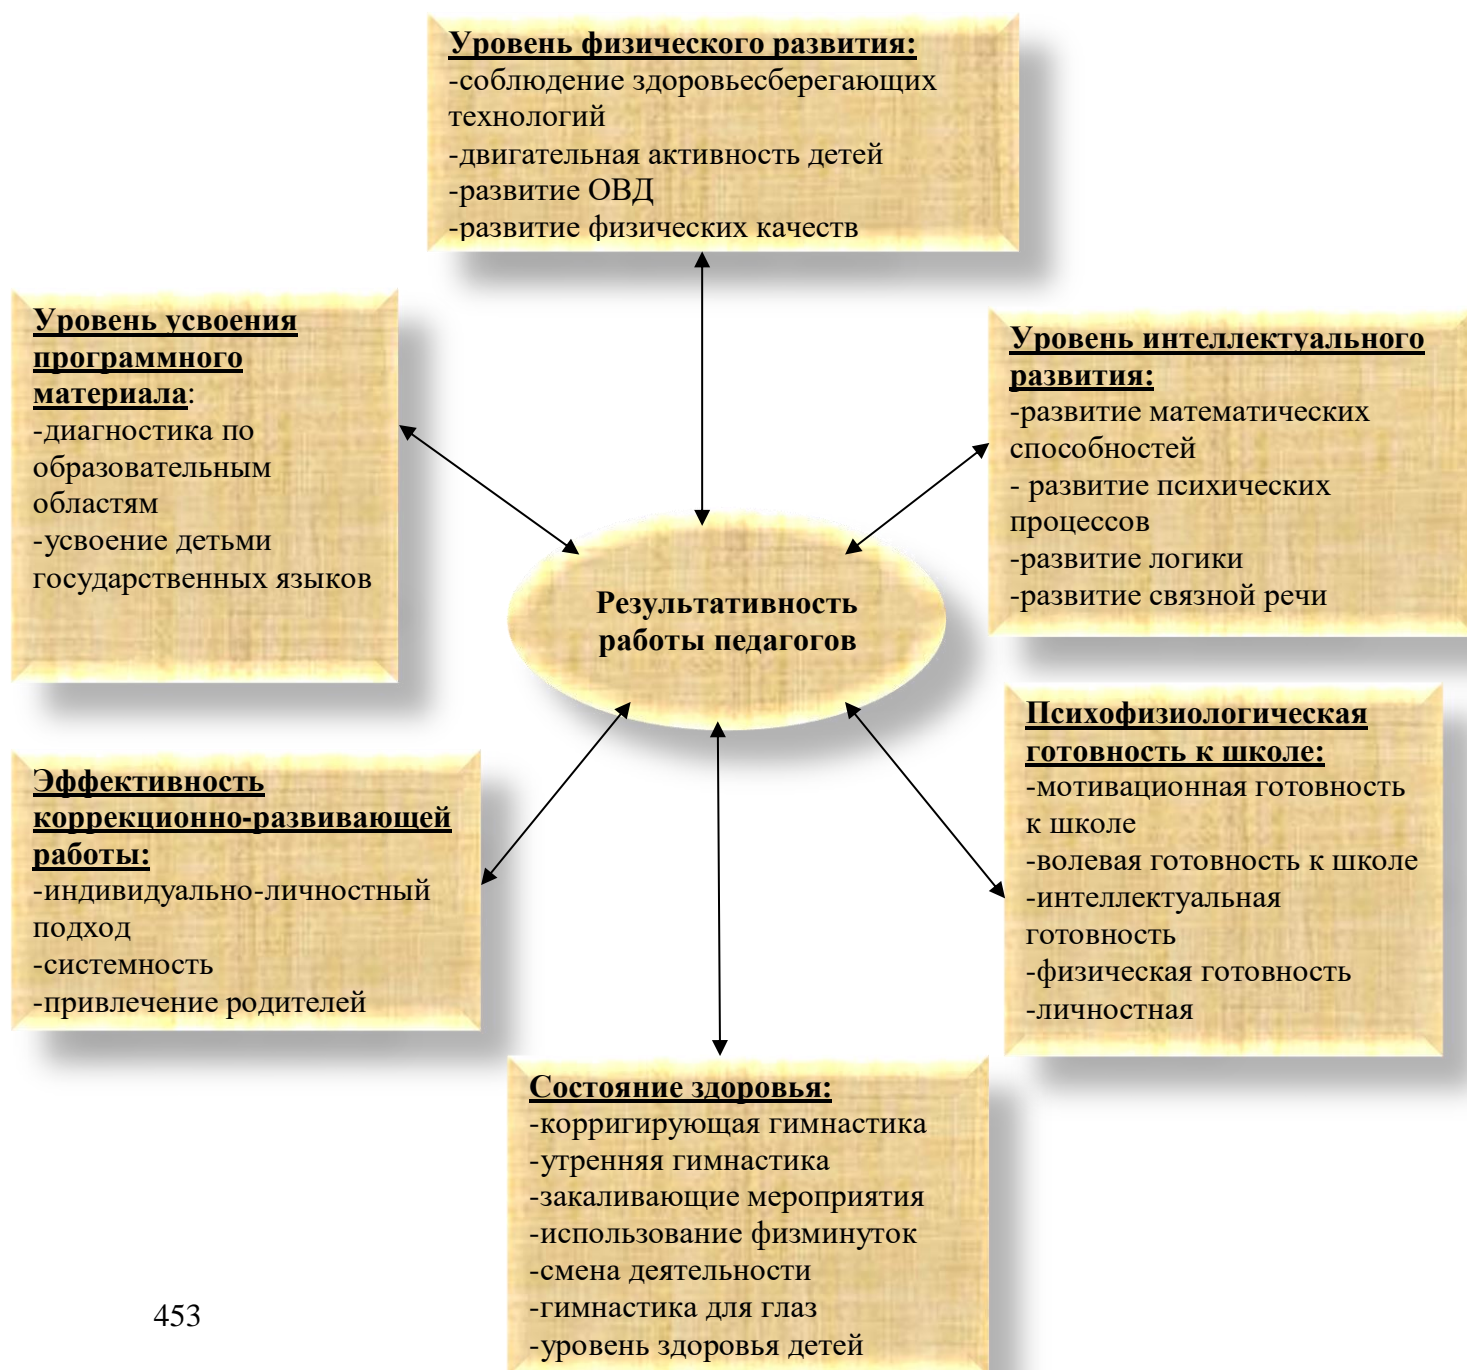 Уровень физического развития:
-соблюдение здоровьесберегающих
технологий
-двигательная активность детей
-развитие ОВД
-развитие физических качеств
Уровень усвоения
программного
материала:
-диагностика по
образовательным
областям
-усвоение детьми
государственных языков
Уровень интеллектуального
развития:
-развитие математических
способностей
- развитие психических
процессов
-развитие логики
-развитие связной речи
Результативность
работы педагогов
Психофизиологическая
готовность к школе:
-мотивационная готовность
к школе
-волевая готовность к школе
-интеллектуальная
готовность
-физическая готовность
-личностная
Эффективность
коррекционно-развивающей
работы:
-индивидуально-личностный
подход
-системность
-привлечение родителей
Состояние здоровья:
-корригирующая гимнастика
-утренняя гимнастика
-закаливающие мероприятия
-использование физминуток
-смена деятельности
-гимнастика для глаз
-уровень здоровья детей
453